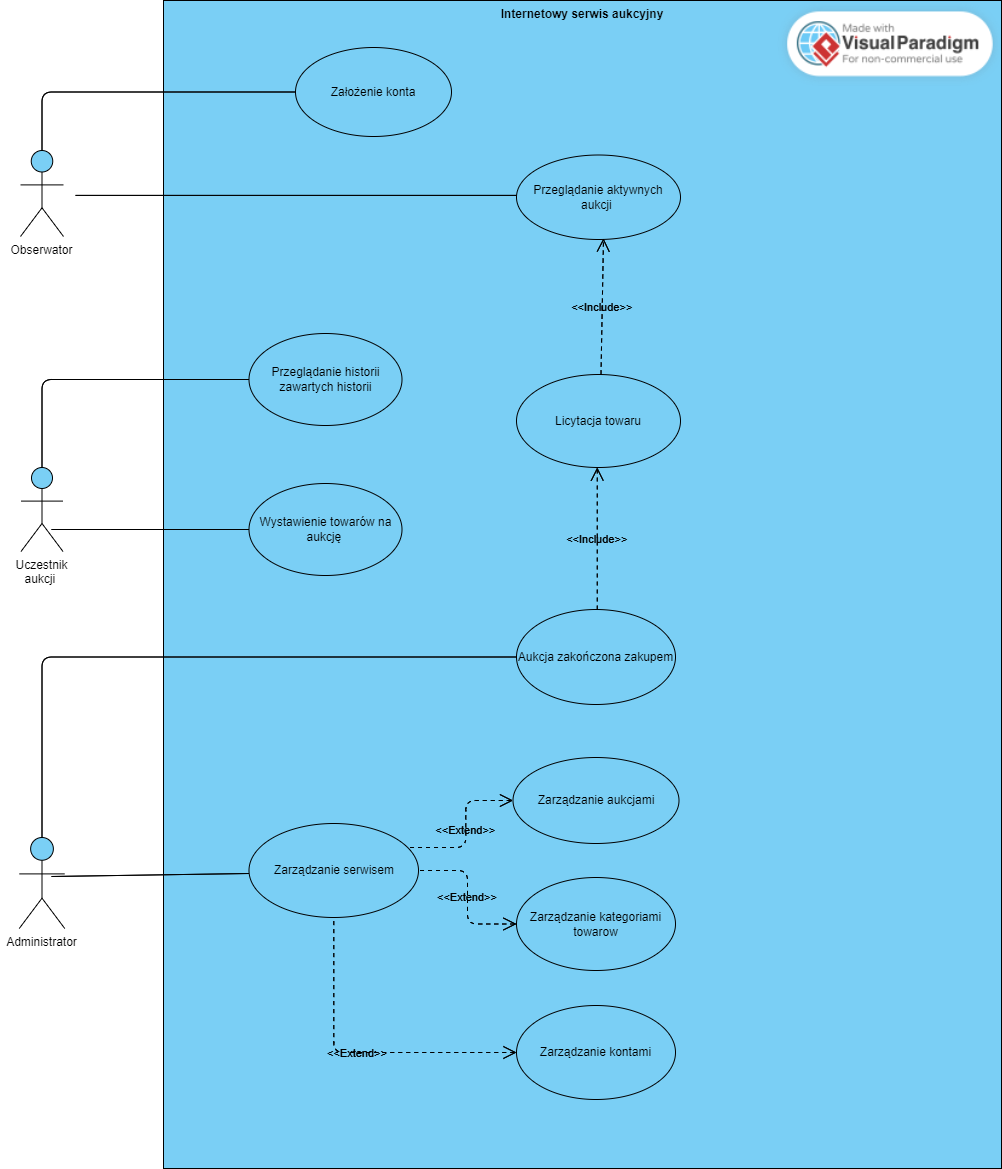 Internetowy serwis aukcyjny
Made with
Visual Paradigm
For non-commercial use
Założenie konta
Obserwator
Przeglądanie aktywnych
aukcji
<<Include>>
Przeglądanie historii
zawartych historii
Licytacja towaru
Uczestnik
aukcji
Wystawienie towarów na
aukcję
<<Include>>
Aukcja zakończona zakupem
Zarządzanie aukcjami
<<Extend>>
Zarządzanie serwisem
<<Extend>>
Zarządzanie kategoriami
towarow
Administrator
<<Extend>>
Zarządzanie kontami